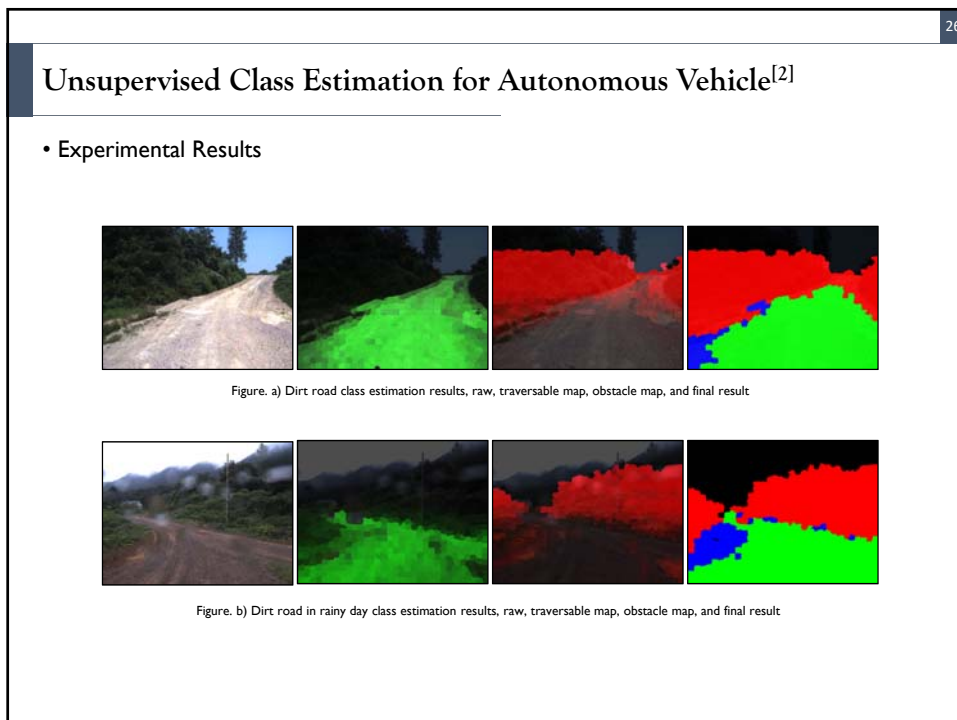 26
Unsupervised Class Estimation for Autonomous Vehicle[2]
• Experimental Results
Figure. a) Dirt road class estimation results, raw, traversable map, obstacle map, and final result
Figure. b) Dirt road in rainy day class estimation results, raw, traversable map, obstacle map, and final result